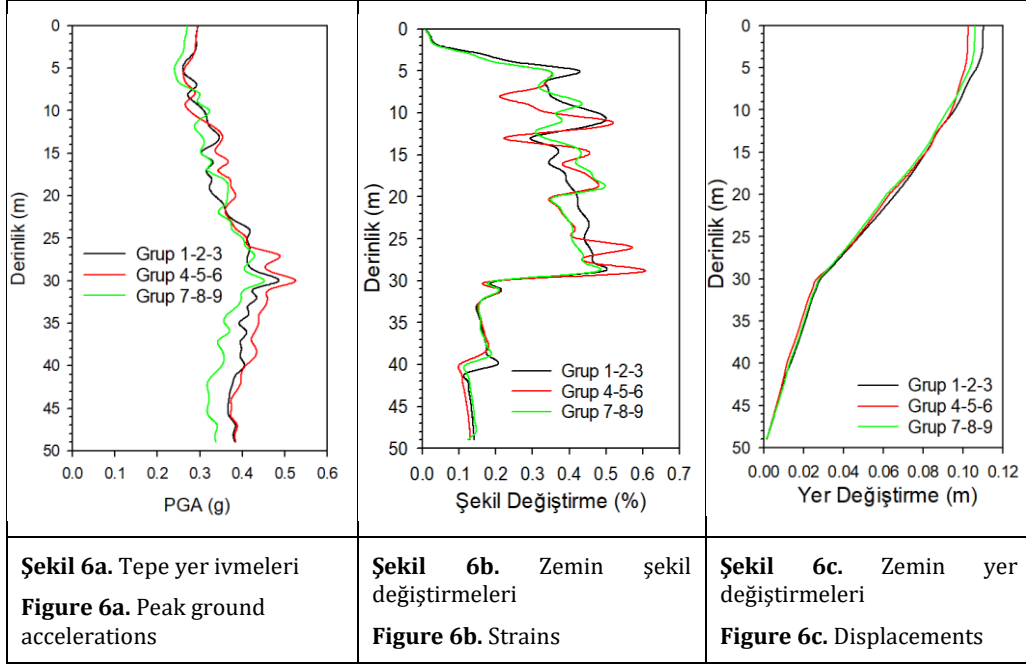 0
5
10
15
20
25
30
35
40
45
50
Derinlik (m)
Grup 1-2-3
Grup 4-5-6
Grup 7-8-9
0.0 0.1 0.2 0.3 0.4 0.5 0.6
PGA (g)
0
5
10
15
20
25
30
35
40
45
50
Derinlik (m)
Grup 1-2-3
Grup 4-5-6
Grup 7-8-9
0.0 0.1 0.2 0.3 0.4 0.5 0.6 0.7
Şekil Değiştirme (%)
0
5
10
15
20
25
30
35
40
45
50
Derinlik (m)
Grup 1-2-3
Grup 4-5-6
Grup 7-8-9
0.00 0.02 0.04 0.06 0.08 0.10 0.12
Yer Değiştirme (m)
Şekil 6a. Tepe yer ivmeleri
Figure 6a. Peak ground
accelerations
Şekil 6b. Zemin şekil
değiştirmeleri
Figure 6b. Strains
Şekil 6c. Zemin yer
değiştirmeleri
Figure 6c. Displacements